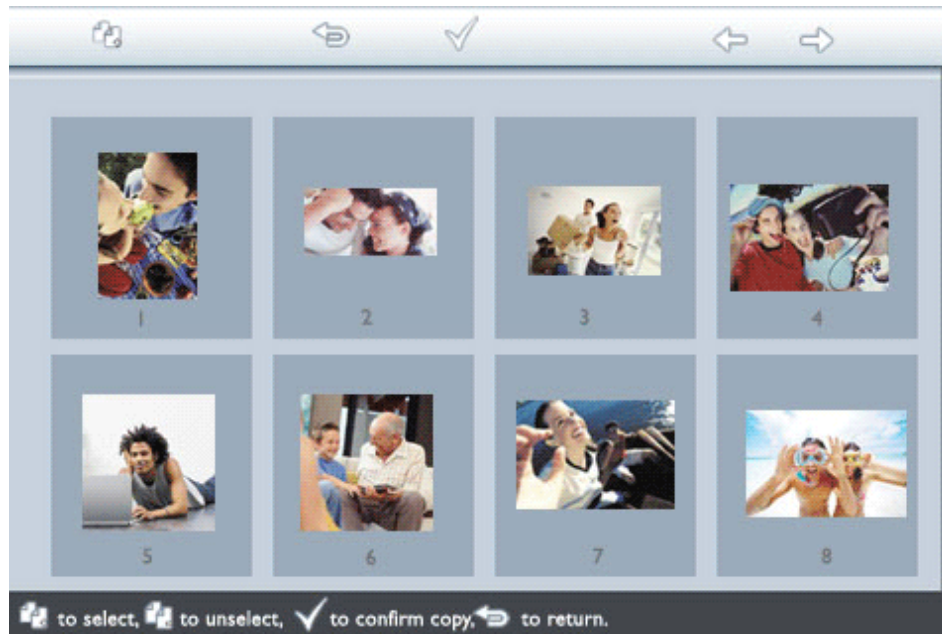 1 2 3 4
5 6 7 8
to select, to unselect, to confirm copy, to return.